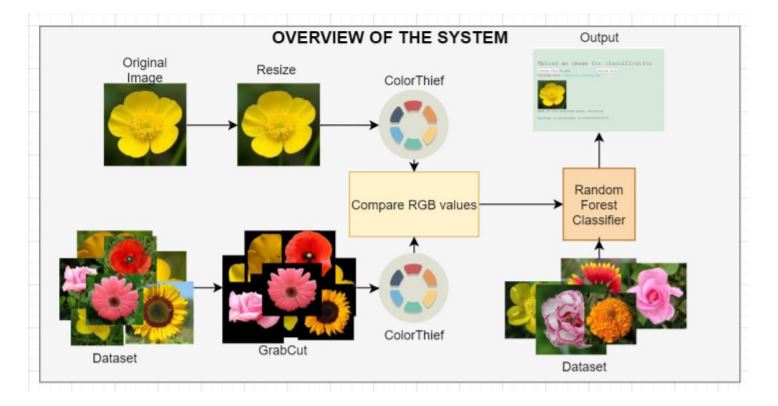 OVERVIEW OF THE SYSTEM
Output
Original
Image
Resize
ColorThief
Upload an image for classification
Compare RGB values
Random
Forest
Classifier
ColorThief
GrabCut
Dataset
Dataset